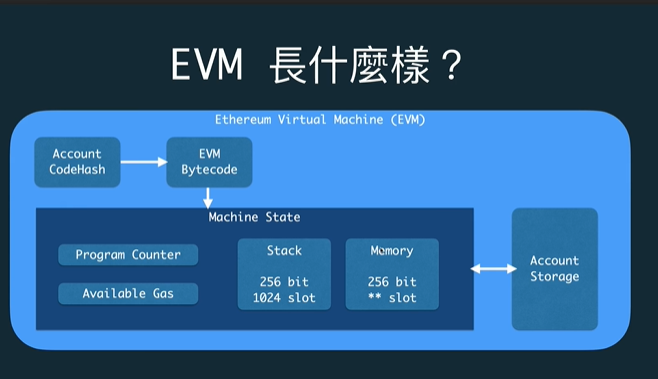 EVM 長什麼樣？
Ethereum Virtual Machine (EVM)
Account
CodeHash
EVM
Bytecode
Machine State
Program Counter
Available Gas
Stack
256 bit
1024 slot
Memory
256 bit
** slot
Account
Storage